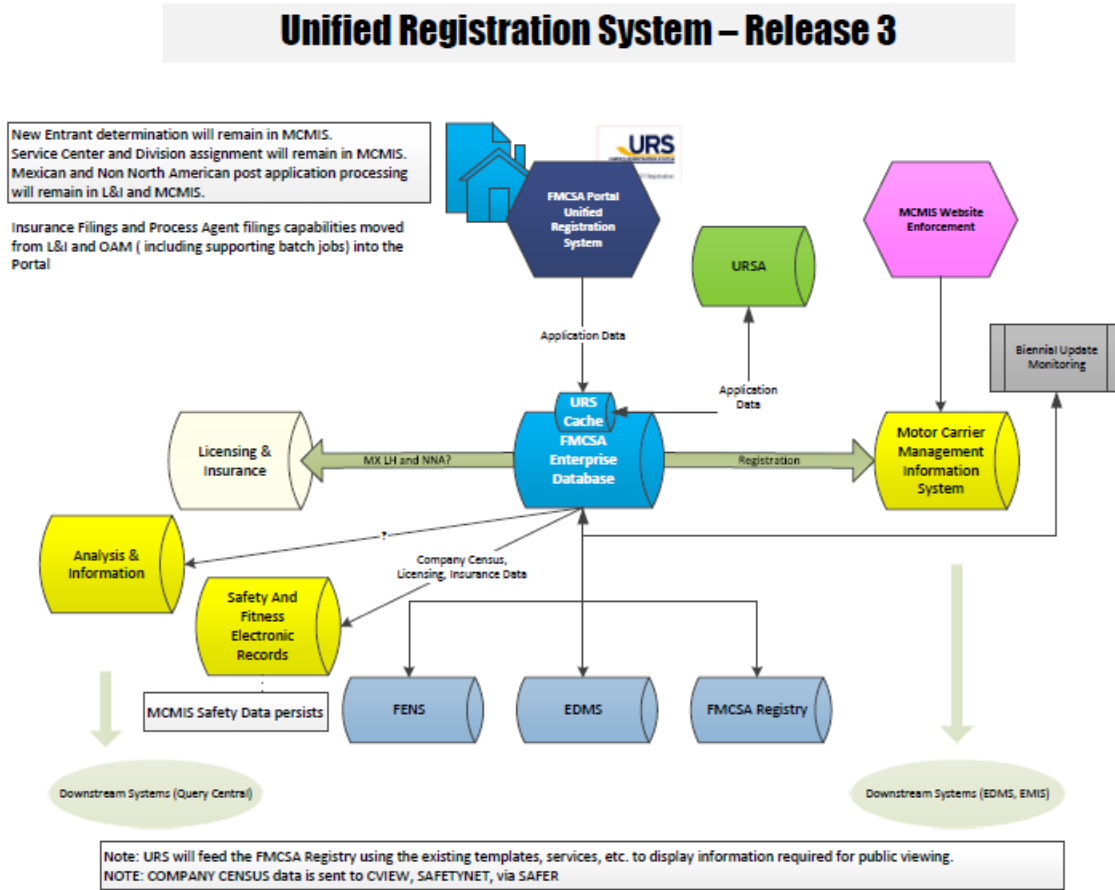 Unified Registration System – Release 3
New Entrant determination will remain in MCMIS.
Service Center and Division assignment will remain in MCMIS.
Mexican and Non North American post application processing
will remain in L&I and MCMIS.
Insurance Filings and Process Agent filings capabilities moved
from L&I and OAM ( including supporting batch jobs) into the
Portal
URS
UNIFIED REGISTRATION SYSTEM
Registration
FMCSA Portal
Unified
Registration
System
MCMIS Website
Enforcement
URSA
Application Data
Biennial Update
Monitoring
Application
Data
URS
Cache
FMCSA
Enterprise
Database
Licensing &
Insurance
MX LH and NNA?
Registration
Motor Carrier
Management
Information
System
Analysis &
Information
?
Company Census,
Licensing, Insurance Data
Safety And
Fitness
Electronic
Records
MCMIS Safety Data persists
FENS
EDMS
FMCSA Registry
Downstream Systems (Query Central)
Downstream Systems (EDMS, EMIS)
Note: URS will feed the FMCSA Registry using the existing templates, services, etc. to display information required for public viewing.
NOTE: COMPANY CENSUS data is sent to CVIEW, SAFETYNET, via SAFER